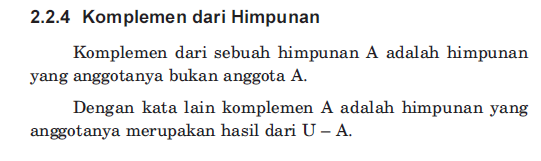 2.2.4 Komplemen dari Himpunan
Komplemen dari sebuah himpunan A adalah himpunan
yang anggotanya bukan anggota A.
Dengan kata lain komplemen A adalah himpunan yang
anggotanya merupakan hasil dari U – A.